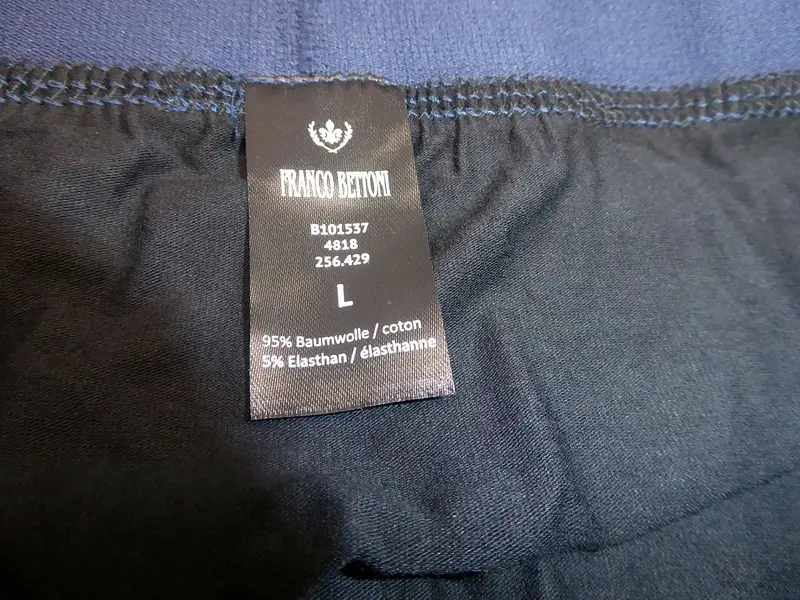 FRANCO BETTONI
B101537
4818
256.429
L
95% Baumwolle / coton
5% Elasthan / élasthanne